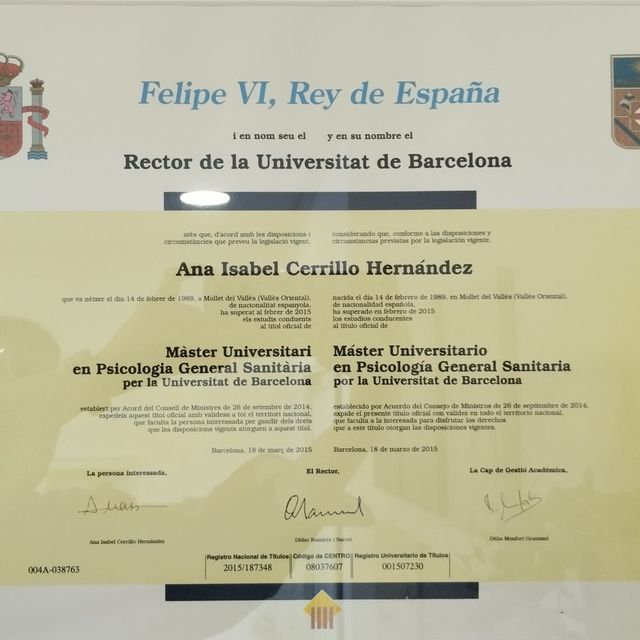 Felipe VI, Rey de España
i en nom seu el y en su nombre el
Rector de la Universitat de Barcelona
atès que, d'acord amb les disposicions i
circumstàncies que preveu la legislació vigent,
considerando que, conforme a las disposiciones y
circunstancias previstas por la legislación vigente,
Ana Isabel Cerrillo Hernández
que va néixer el dia 14 de febrer de 1989, a Mollet del Vallès (Vallès Oriental),
de nacionalitat espanyola,
ha superat al febrer de 2015
els estudis conduents
al títol oficial de
nacida el día 14 de febrero de 1989, en Mollet del Vallès (Vallès Oriental),
de nacionalidad española,
ha superado en febrero de 2015
los estudios conducentes
al título oficial de
Màster Universitari
en Psicologia General Sanitària
per la Universitat de Barcelona
Máster Universitario
en Psicología General Sanitaria
por la Universitat de Barcelona
establert per Acord del Consell de Ministres de 26 de setembre de 2014,
expedeix aquest títol oficial amb validesa a tot el territori nacional,
que faculta la persona interessada per gaudir dels drets
que les disposicions vigents atorguen a aquest títol.
establecido por Acuerdo del Consejo de Ministros de 26 de septiembre de 2014,
expide el presente título oficial con validez en todo el territorio nacional,
que faculta a la interesada para disfrutar los derechos
que a este título otorgan las disposiciones vigentes.
Barcelona, 18 de març de 2015
Barcelona, 18 de marzo de 2015
La persona interessada,
El Rector,
La Cap de Gestió Acadèmica,
Ana Isabel Cerrillo Hernández
Dídac Ramírez i Sarrió
Délia Monfort Gramisel
004A-038763
Registro Nacional de Títulos Código de CENTRO Registro Universitario de Títulos
2015/187348 08037607 001507230